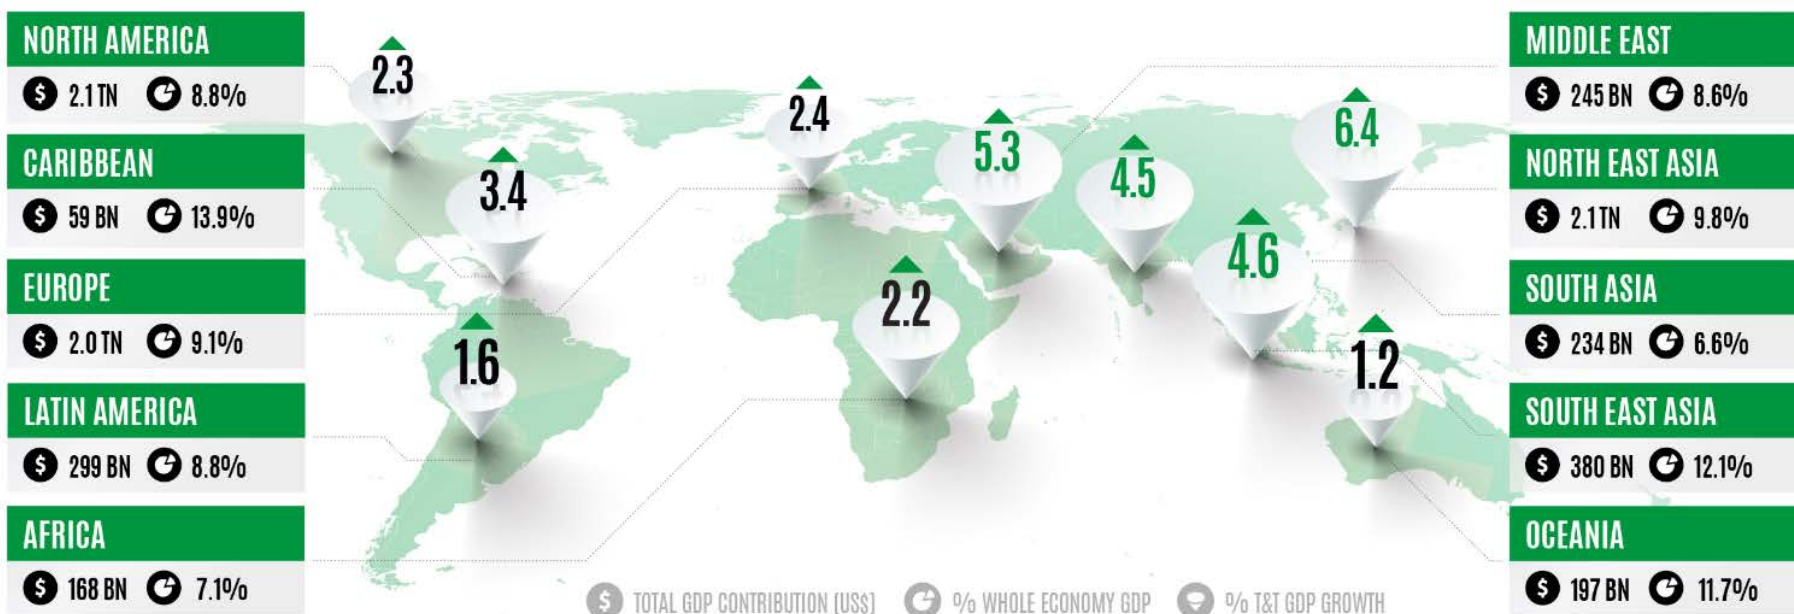 NORTH AMERICA
$ 2.1 TN 8.8%
CARIBBEAN
$ 59 BN 13.9%
EUROPE
$ 2.0 TN 9.1%
LATIN AMERICA
$ 299 BN 8.8%
AFRICA
$ 168 BN 7.1%
2.3
3.4
1.6
2.4
2.2
5.3
4.5
4.6
6.4
1.2
MIDDLE EAST
$ 245 BN 8.6%
NORTH EAST ASIA
$ 2.1 TN 9.8%
SOUTH ASIA
$ 234 BN 6.6%
SOUTH EAST ASIA
$ 380 BN 12.1%
OCEANIA
$ 197 BN 11.7%
$ TOTAL GDP CONTRIBUTION (US$) % WHOLE ECONOMY GDP % T&T GDP GROWTH